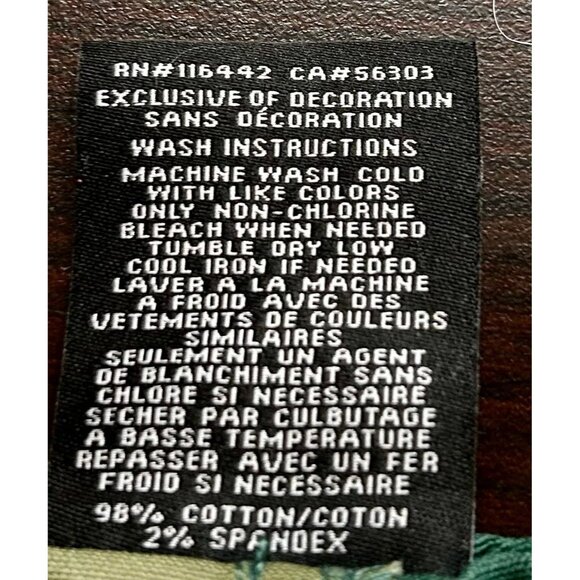 RN#116442 CA#56303
EXCLUSIVE OF DECORATION
SANS DÉCORATION
WASH INSTRUCTIONS
MACHINE WASH COLD
WITH LIKE COLORS
ONLY NON-CHLORINE
BLEACH WHEN NEEDED
TUMBLE DRY LOW
COOL IRON IF NEEDED
LAVER A LA MACHINE
A FROID AVEC DES
VETEMENTS DE COULEURS
SIMILAIRES
SEULEMENT UN AGENT
DE BLANCHIMENT SANS
CHLORE SI NECESSAIRE
SECHER PAR CULBUTAGE
A BASSE TEMPERATURE
REPASSER AVEC UN FER
FROID SI NECESSAIRE
98% COTTON/COTON
2% SPANDEX